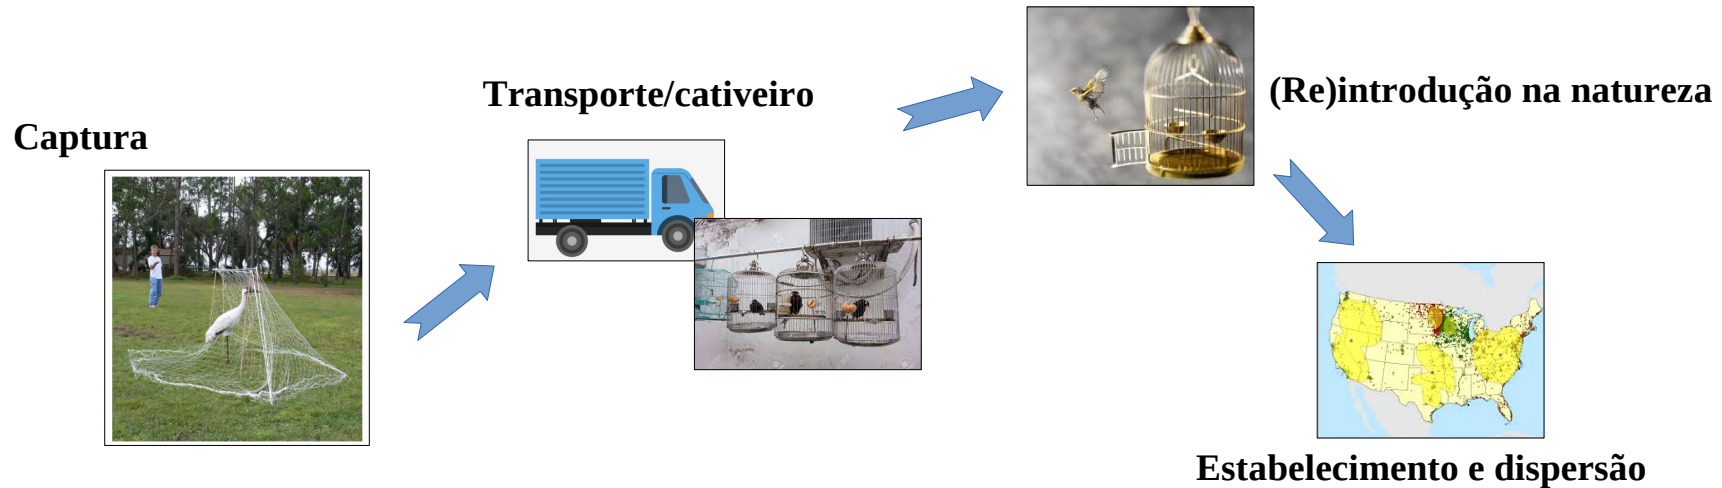 Captura
Transporte/cativeiro
(Re)introdução na natureza
Estabelecimento e dispersão